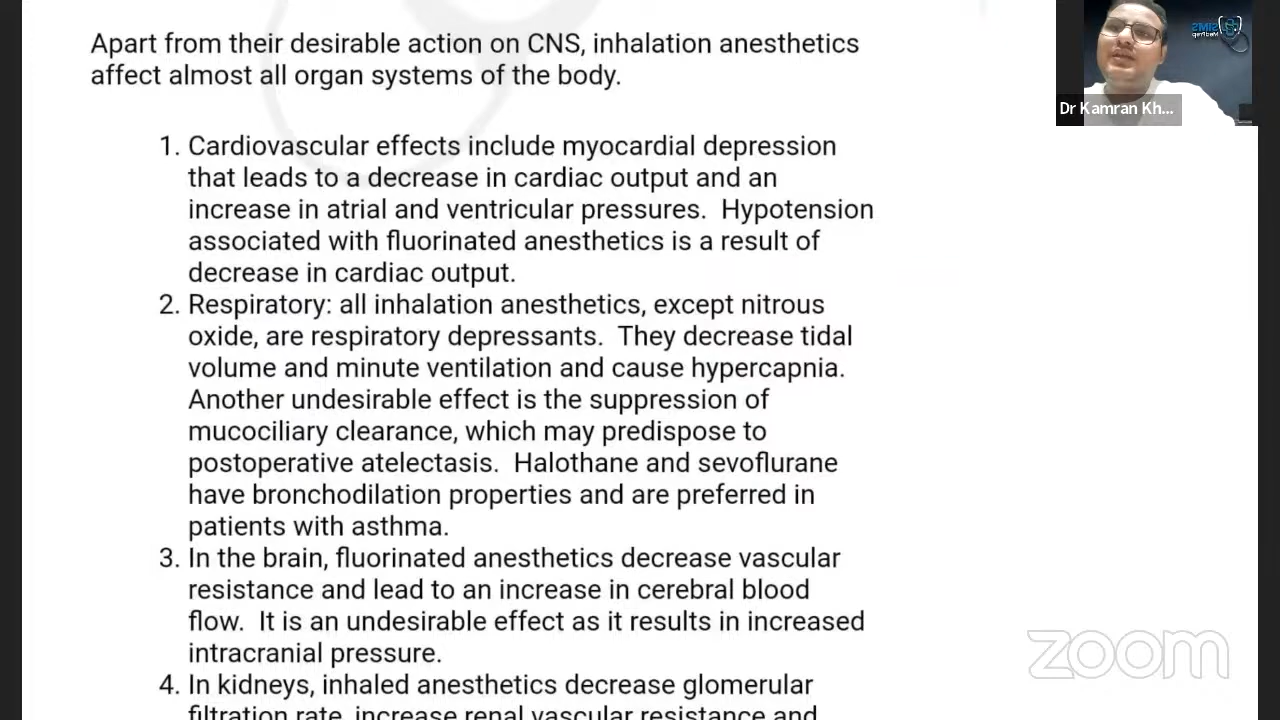 Apart from their desirable action on CNS, inhalation anesthetics
affect almost all organ systems of the body.
1. Cardiovascular effects include myocardial depression
that leads to a decrease in cardiac output and an
increase in atrial and ventricular pressures. Hypotension
associated with fluorinated anesthetics is a result of
decrease in cardiac output.
2. Respiratory: all inhalation anesthetics, except nitrous
oxide, are respiratory depressants. They decrease tidal
volume and minute ventilation and cause hypercapnia.
Another undesirable effect is the suppression of
mucociliary clearance, which may predispose to
postoperative atelectasis. Halothane and sevoflurane
have bronchodilation properties and are preferred in
patients with asthma.
3. In the brain, fluorinated anesthetics decrease vascular
resistance and lead to an increase in cerebral blood
flow. It is an undesirable effect as it results in increased
intracranial pressure.
4. In kidneys, inhaled anesthetics decrease glomerular
filtration rate, increase renal vascular resistance and
Dr Kamran Kh...
zoom